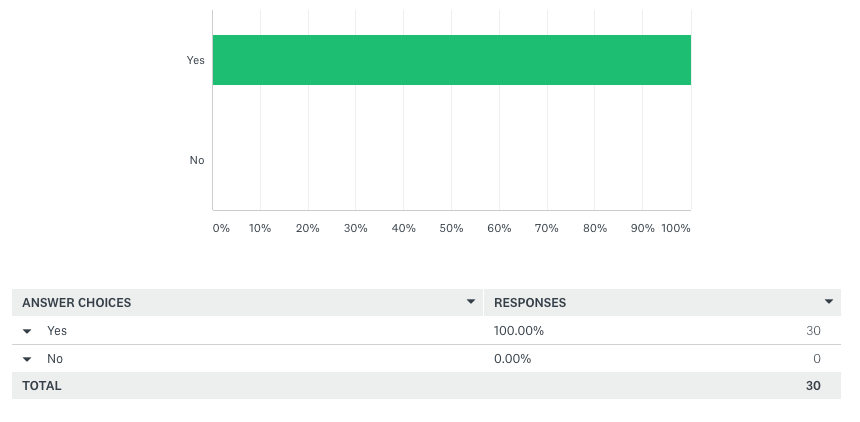 Yes
No
0% 10% 20% 30% 40% 50% 60% 70% 80% 90% 100%
ANSWER CHOICES RESPONSES
Yes 100.00% 30
No 0.00% 0
TOTAL 30